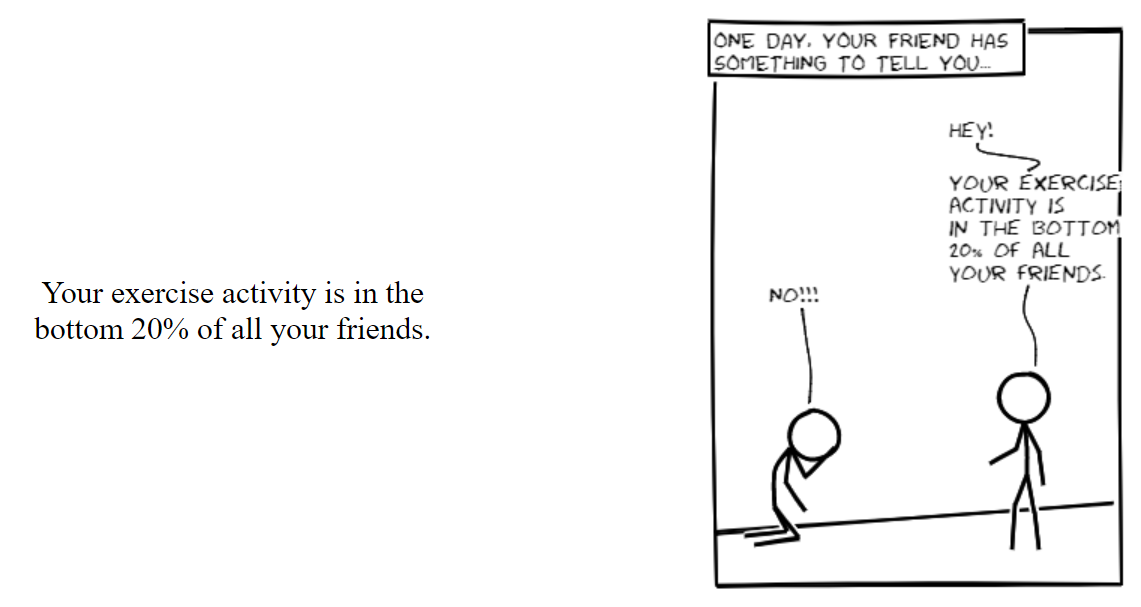 Your exercise activity is in the
bottom 20% of all your friends.
ONE DAY, YOUR FRIEND HAS
SOMETHING TO TELL YOU...
HEY!
YOUR EXERCISE
ACTIVITY IS
IN THE BOTTOM
20% OF ALL
YOUR FRIENDS.
NO!!!